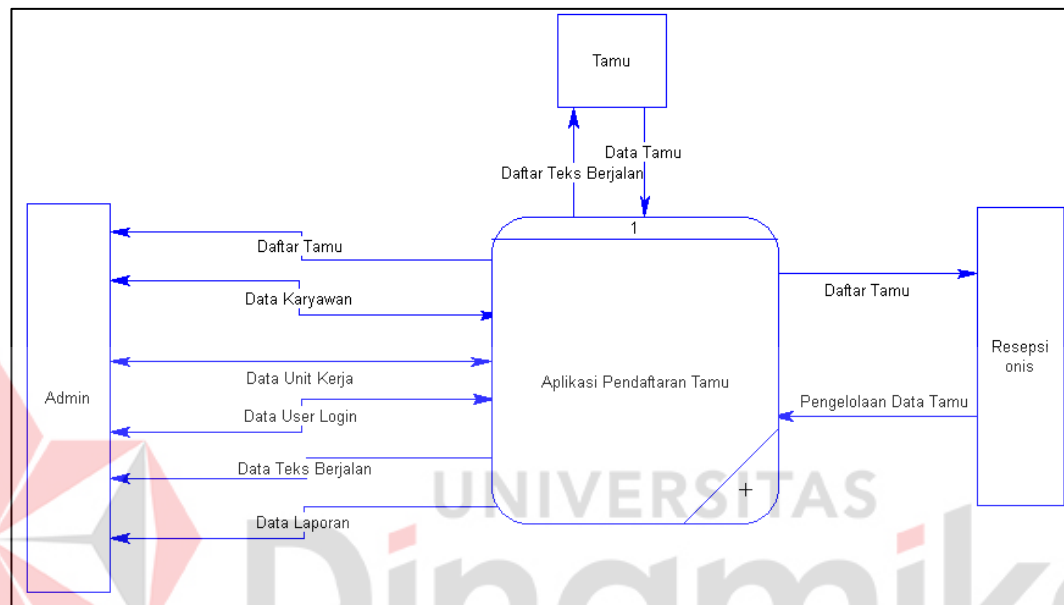 Tamu
Data Tamu
Daftar Teks Berjalan
1
Daftar Tamu
Data Karyawan
Data Unit Kerja
Data User Login
Data Teks Berjalan
Data Laporan
Admin
Aplikasi Pendaftaran Tamu
Daftar Tamu
Pengelolaan Data Tamu
Resepsi
onis
+
UNIVERSITAS
Dinamika